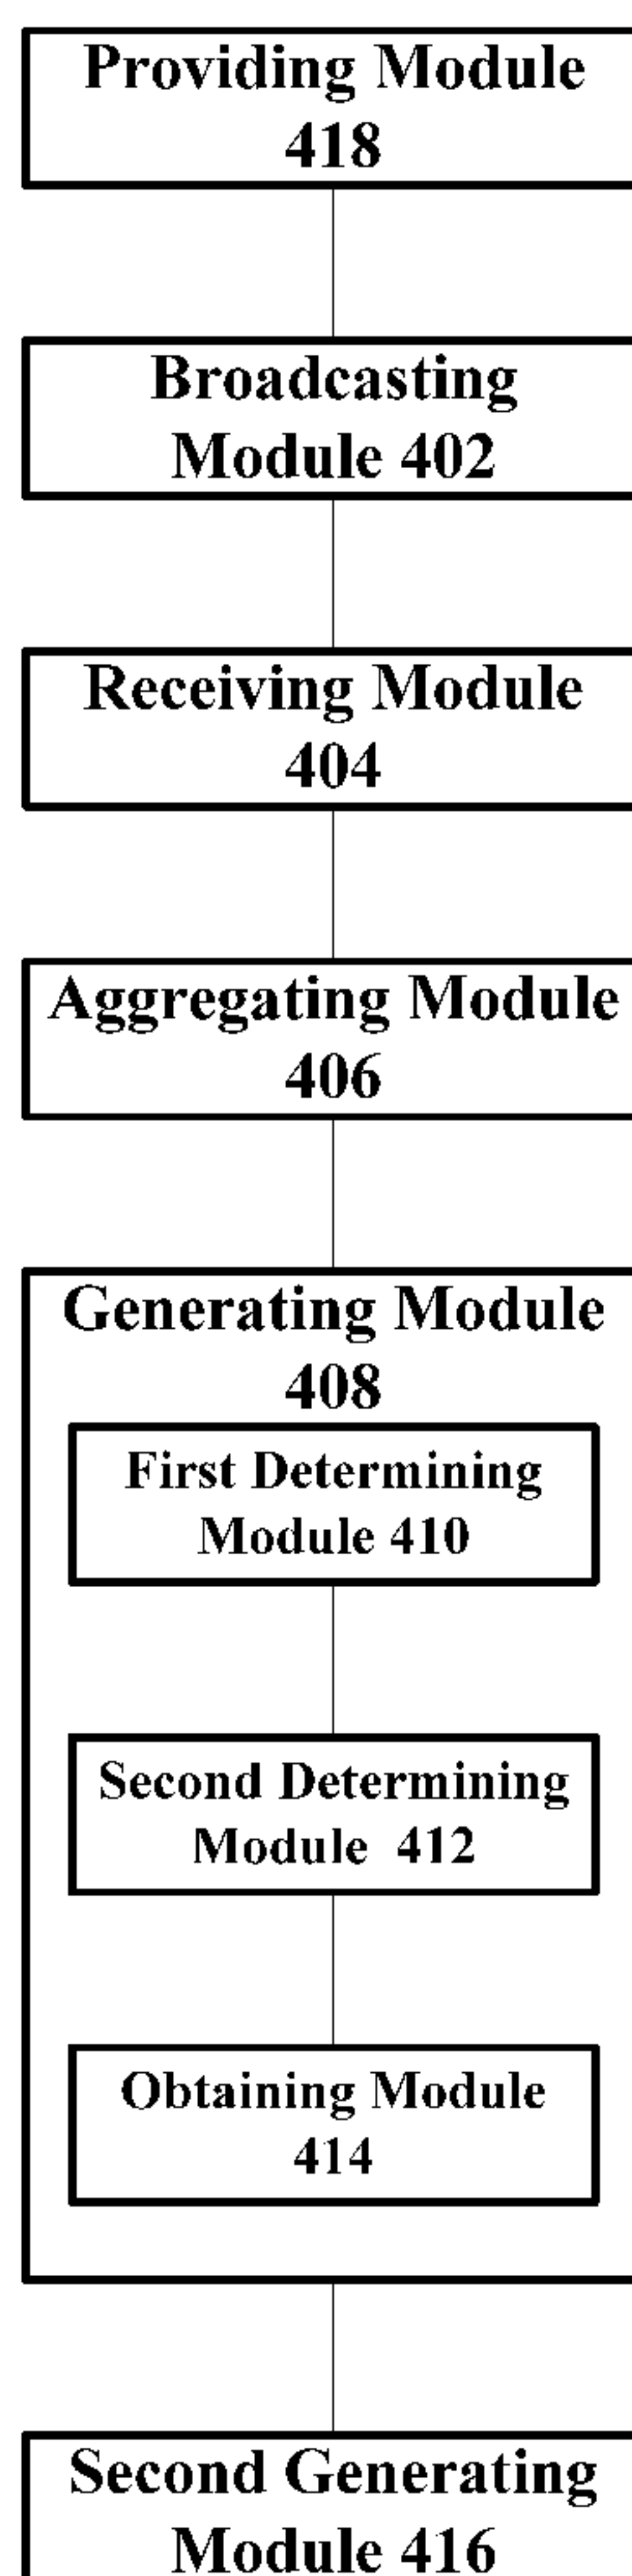 Providing Module
418
Broadcasting
Module 402
Receiving Module
404
Aggregating Module
406
Generating Module
408
First Determining
Module 410
Second Determining
Module 412
Obtaining Module
414
Second Generating
Module 416